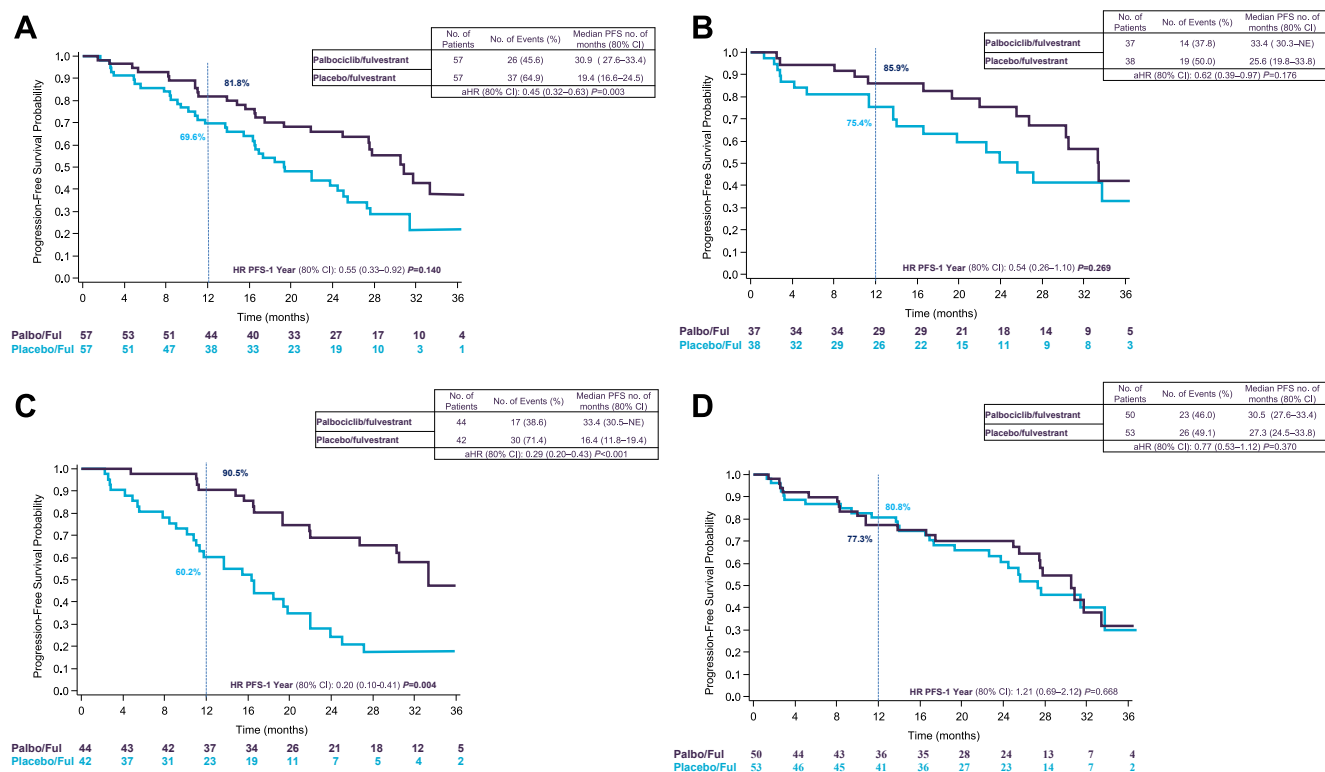 A
No. of Patients No. of Events (%) Median PFS no. of months (80% CI)
Palbociclib/fulvestrant 57 26 (45.6) 30.9 ( 27.6–33.4)
Placebo/fulvestrant 57 37 (64.9) 19.4 (16.6–24.5)
aHR (80% CI): 0.45 (0.32–0.63) P=0.003
Progression-Free Survival Probability
1.0
0.9
0.8
0.7
0.6
0.5
0.4
0.3
0.2
0.1
0.0
81.8%
69.6%
HR PFS-1 Year (80% CI): 0.55 (0.33–0.92) P=0.140
0 4 8 12 16 20 24 28 32 36
Time (months)
Palbo/Ful 57 53 51 44 40 33 27 17 10 4
Placebo/Ful 57 51 47 38 33 23 19 10 3 1
B
No. of Patients No. of Events (%) Median PFS no. of months (80% CI)
Palbociclib/fulvestrant 37 14 (37.8) 33.4 ( 30.3–NE)
Placebo/fulvestrant 38 19 (50.0) 25.6 (19.8–33.8)
aHR (80% CI): 0.62 (0.39–0.97) P=0.176
Progression-Free Survival Probability
1.0
0.9
0.8
0.7
0.6
0.5
0.4
0.3
0.2
0.1
0.0
85.9%
75.4%
HR PFS-1 Year (80% CI): 0.54 (0.26–1.10) P=0.269
0 4 8 12 16 20 24 28 32 36
Time (months)
Palbo/Ful 37 34 34 29 29 21 18 14 9 5
Placebo/Ful 38 32 29 26 22 15 11 9 8 3
C
No. of Patients No. of Events (%) Median PFS no. of months (80% CI)
Palbociclib/fulvestrant 44 17 (38.6) 33.4 (30.5-NE)
Placebo/fulvestrant 42 30 (71.4) 16.4 (11.8–19.4)
aHR (80% CI): 0.29 (0.20–0.43) P<0.001
Progression-Free Survival Probability
1.0
0.9
0.8
0.7
0.6
0.5
0.4
0.3
0.2
0.1
0.0
90.5%
60.2%
HR PFS-1 Year (80% CI): 0.20 (0.10-0.41) P=0.004
0 4 8 12 16 20 24 28 32 36
Time (months)
Palbo/Ful 44 43 42 37 34 26 21 18 12 5
Placebo/Ful 42 37 31 23 19 11 7 5 4 2
D
No. of Patients No. of Events (%) Median PFS no. of months (80% CI)
Palbociclib/fulvestrant 50 23 (46.0) 30.5 (27.6–33.4)
Placebo/fulvestrant 53 26 (49.1) 27.3 (24.5–33.8)
aHR (80% CI): 0.77 (0.53–1.12) P=0.370
Progression-Free Survival Probability
1.0
0.9
0.8
0.7
0.6
0.5
0.4
0.3
0.2
0.1
0.0
80.8%
77.3%
HR PFS-1 Year (80% CI): 1.21 (0.69–2.12) P=0.668
0 4 8 12 16 20 24 28 32 36
Time (months)
Palbo/Ful 50 44 43 36 35 28 24 13 7 4
Placebo/Ful 53 46 45 41 36 27 23 14 7 2